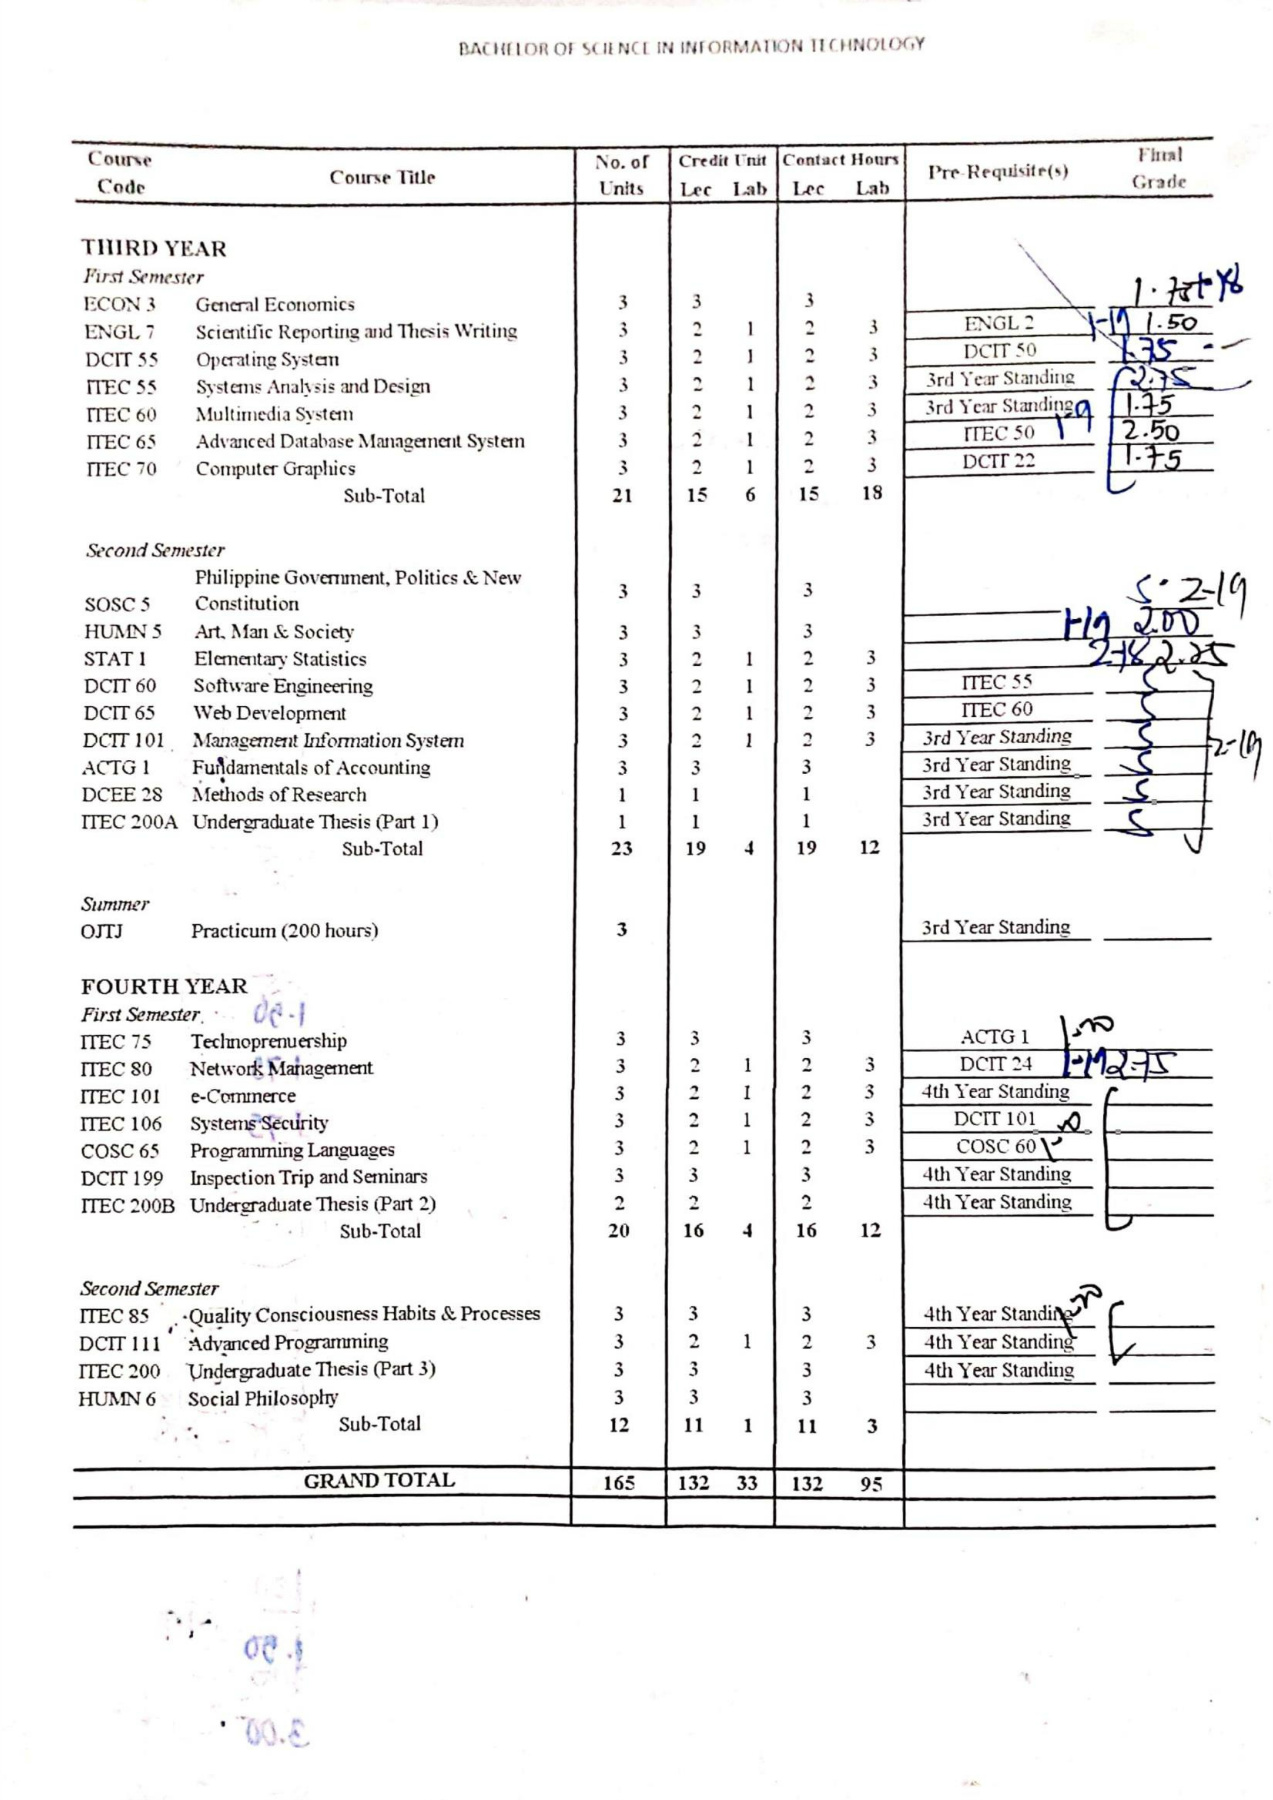 BACHELOR OF SCIENCE IN INFORMATION TECHNOLOGY
Course Code Course Title No. of Units Credit Unit Lec Lab Contact Hours Lec Lab Pre-Requisite(s) Final Grade
THIRD YEAR
First Semester
ECON 3 General Economics 3 3 3 1.75
ENGL 7 Scientific Reporting and Thesis Writing 3 2 1 2 3 ENGL 2 1-19 1.50
DCIT 55 Operating System 3 2 1 2 3 DCIT 50 1.75
ITEC 55 Systems Analysis and Design 3 2 1 2 3 3rd Year Standing 2.75
ITEC 60 Multimedia System 3 2 1 2 3 3rd Year Standing 1.75
ITEC 65 Advanced Database Management System 3 2 1 2 3 ITEC 50 1-19 2.50
ITEC 70 Computer Graphics 3 2 1 2 3 DCIT 22 1.75
Sub-Total 21 15 6 15 18
Second Semester
Philippine Government, Politics & New
SOSC 5 Constitution 3 3 3 S 2-19
HUMN 5 Art, Man & Society 3 3 3 1-19 2.00
STAT 1 Elementary Statistics 3 2 1 2 3 2-18 2.25
DCIT 60 Software Engineering 3 2 1 2 3 ITEC 55 S
DCIT 65 Web Development 3 2 1 2 3 ITEC 60 S
DCIT 101 Management Information System 3 2 1 2 3 3rd Year Standing S 2-19
ACTG 1 Fundamentals of Accounting 3 3 3 3rd Year Standing S
DCEE 28 Methods of Research 1 1 1 3rd Year Standing S
ITEC 200A Undergraduate Thesis (Part 1) 1 1 1 3rd Year Standing S
Sub-Total 23 19 4 19 12
Summer
OJTJ Practicum (200 hours) 3 3rd Year Standing
FOURTH YEAR
First Semester
ITEC 75 Technoprenuership 3 3 3 ACTG 1
ITEC 80 Network Management 3 2 1 2 3 DCIT 24 1-19 2.75
ITEC 101 e-Commerce 3 2 1 2 3 4th Year Standing
ITEC 106 Systems Security 3 2 1 2 3 DCIT 101
COSC 65 Programming Languages 3 2 1 2 3 COSC 60
DCIT 199 Inspection Trip and Seminars 3 3 3 4th Year Standing
ITEC 200B Undergraduate Thesis (Part 2) 2 2 2 4th Year Standing
Sub-Total 20 16 4 16 12
Second Semester
ITEC 85 Quality Consciousness Habits & Processes 3 3 3 4th Year Standing
DCIT 111 Advanced Programming 3 2 1 2 3 4th Year Standing
ITEC 200 Undergraduate Thesis (Part 3) 3 3 3 4th Year Standing
HUMN 6 Social Philosophy 3 3 3
Sub-Total 12 11 1 11 3
GRAND TOTAL 165 132 33 132 95